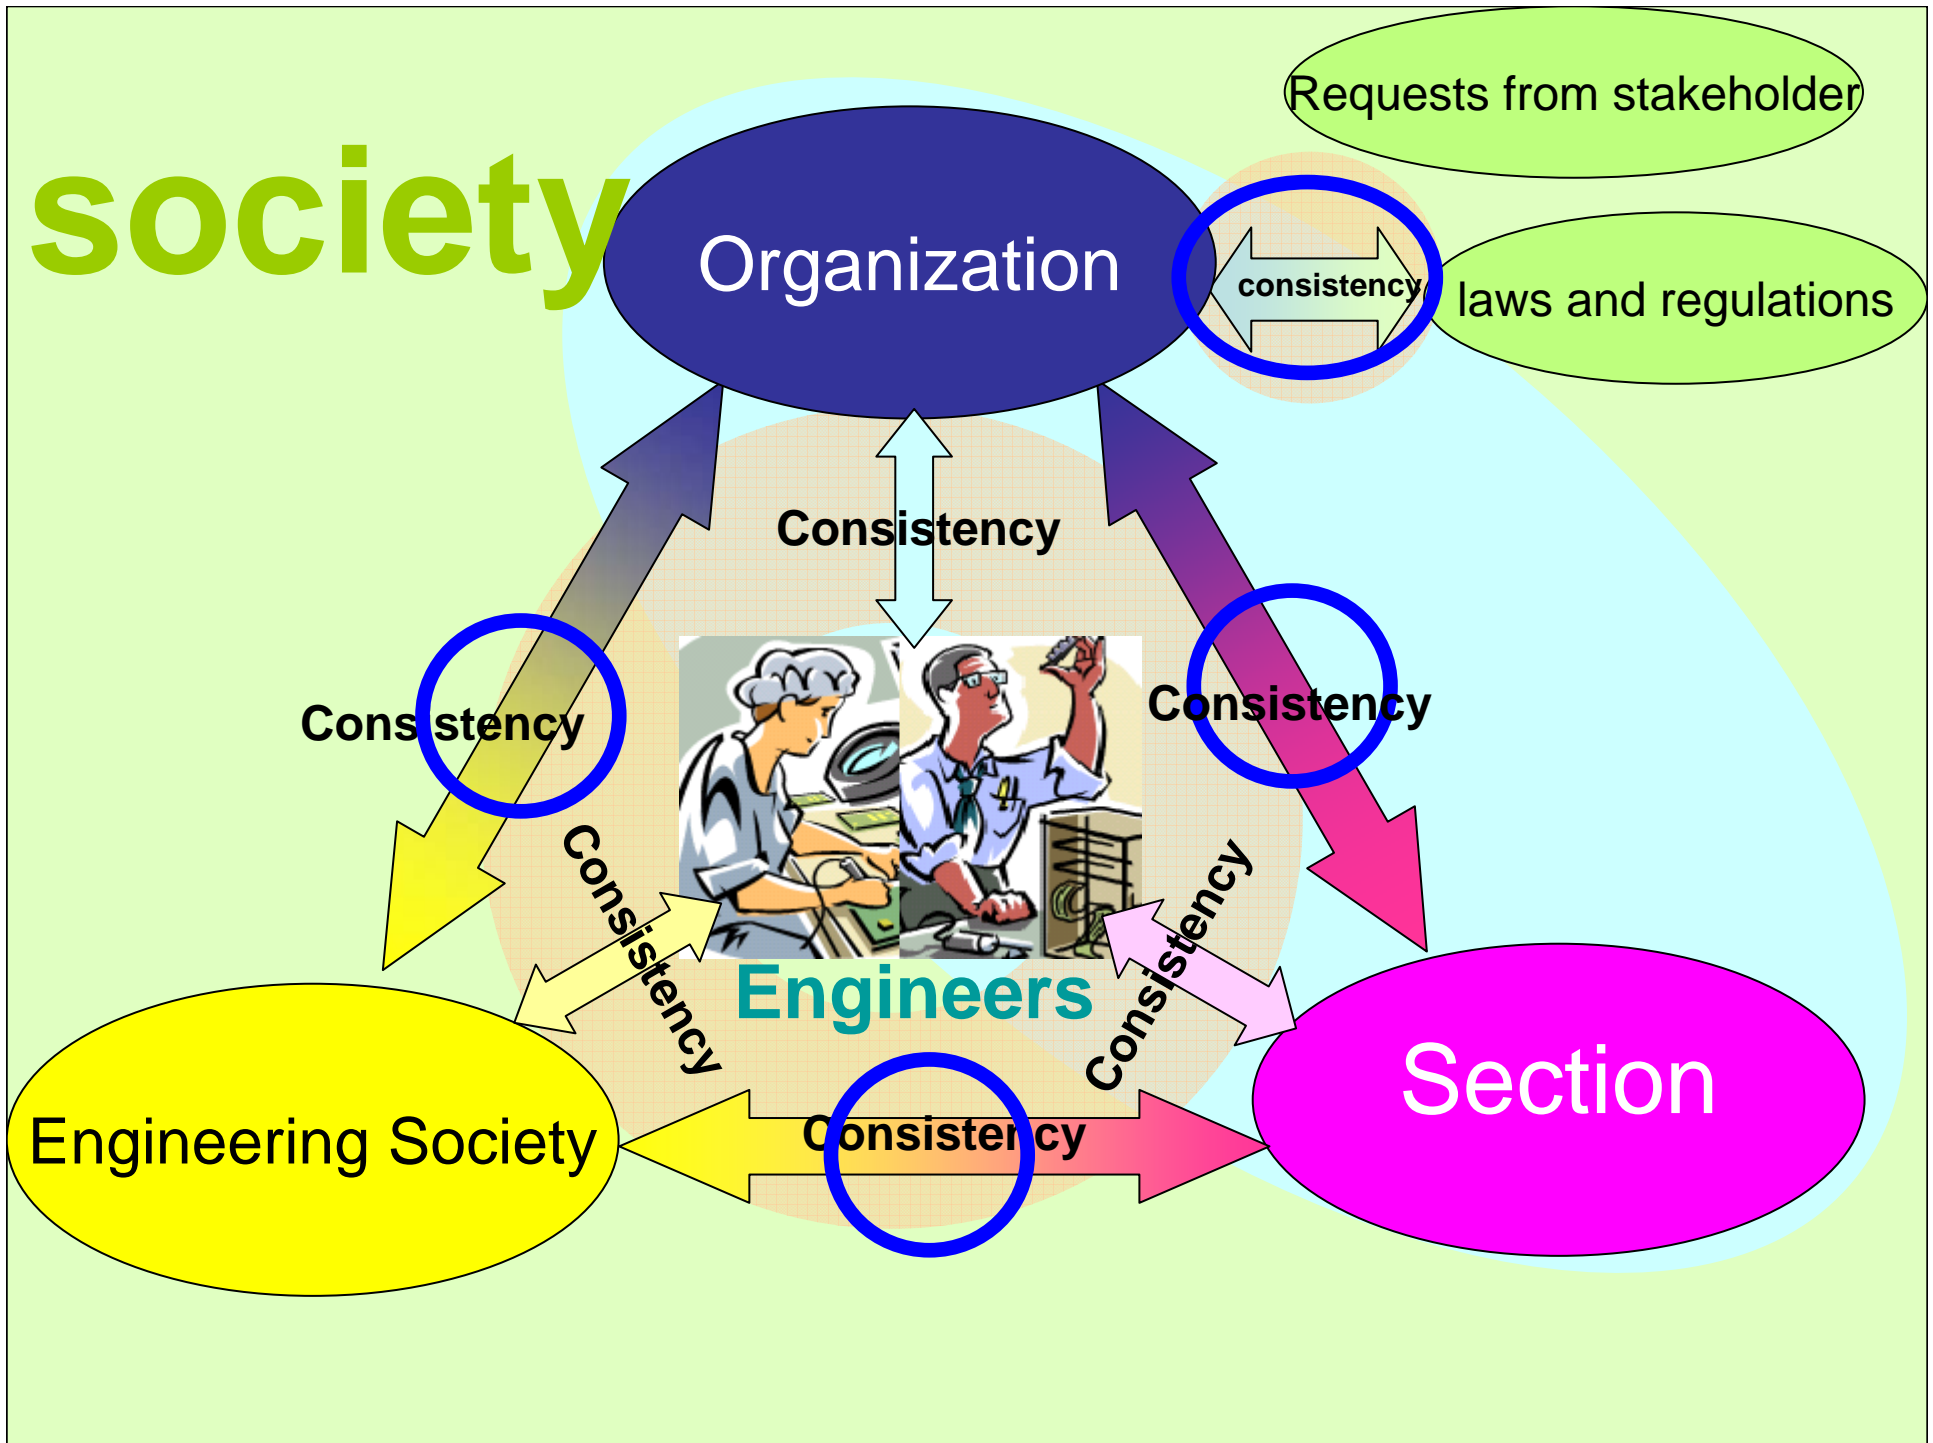 Requests from stakeholder
society
Organization
consistency
laws and regulations
Consistency
Consistency
Consistency
Consistency
Consistency
Engineers
Section
Engineering Society
Consistency